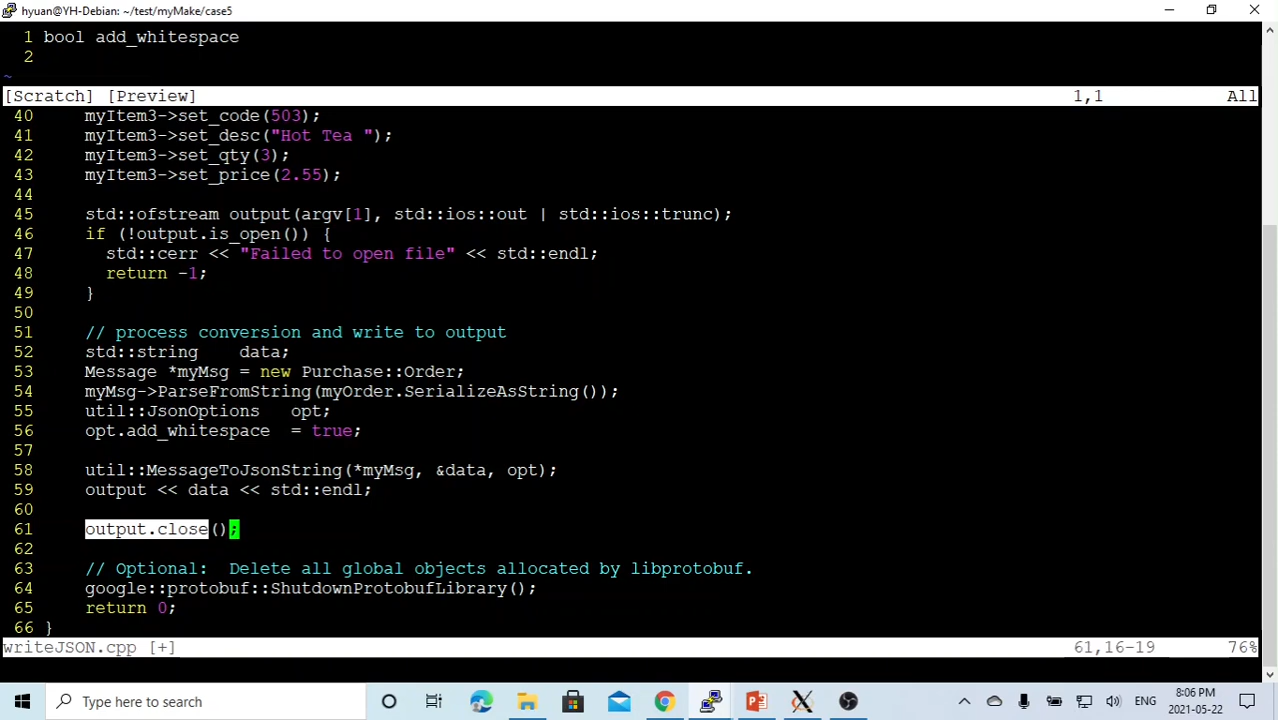 hyuan@YH-Debian: ~/test/myMake/case5
1 bool add_whitespace
2
~
[Scratch] [Preview] 1,1 All
40 myItem3->set_code(503);
41 myItem3->set_desc("Hot Tea ");
42 myItem3->set_qty(3);
43 myItem3->set_price(2.55);
44
45 std::ofstream output(argv[1], std::ios::out | std::ios::trunc);
46 if (!output.is_open()) {
47 std::cerr << "Failed to open file" << std::endl;
48 return -1;
49 }
50
51 // process conversion and write to output
52 std::string    data;
53 Message *myMsg = new Purchase::Order;
54 myMsg->ParseFromString(myOrder.SerializeAsString());
55 util::JsonOptions   opt;
56 opt.add_whitespace  = true;
57
58 util::MessageToJsonString(*myMsg, &data, opt);
59 output << data << std::endl;
60
61 output.close();
62
63 // Optional:  Delete all global objects allocated by libprotobuf.
64 google::protobuf::ShutdownProtobufLibrary();
65 return 0;
66 }
writeJSON.cpp [+] 61,16-19 76%
Type here to search
ENG
8:06 PM
2021-05-22